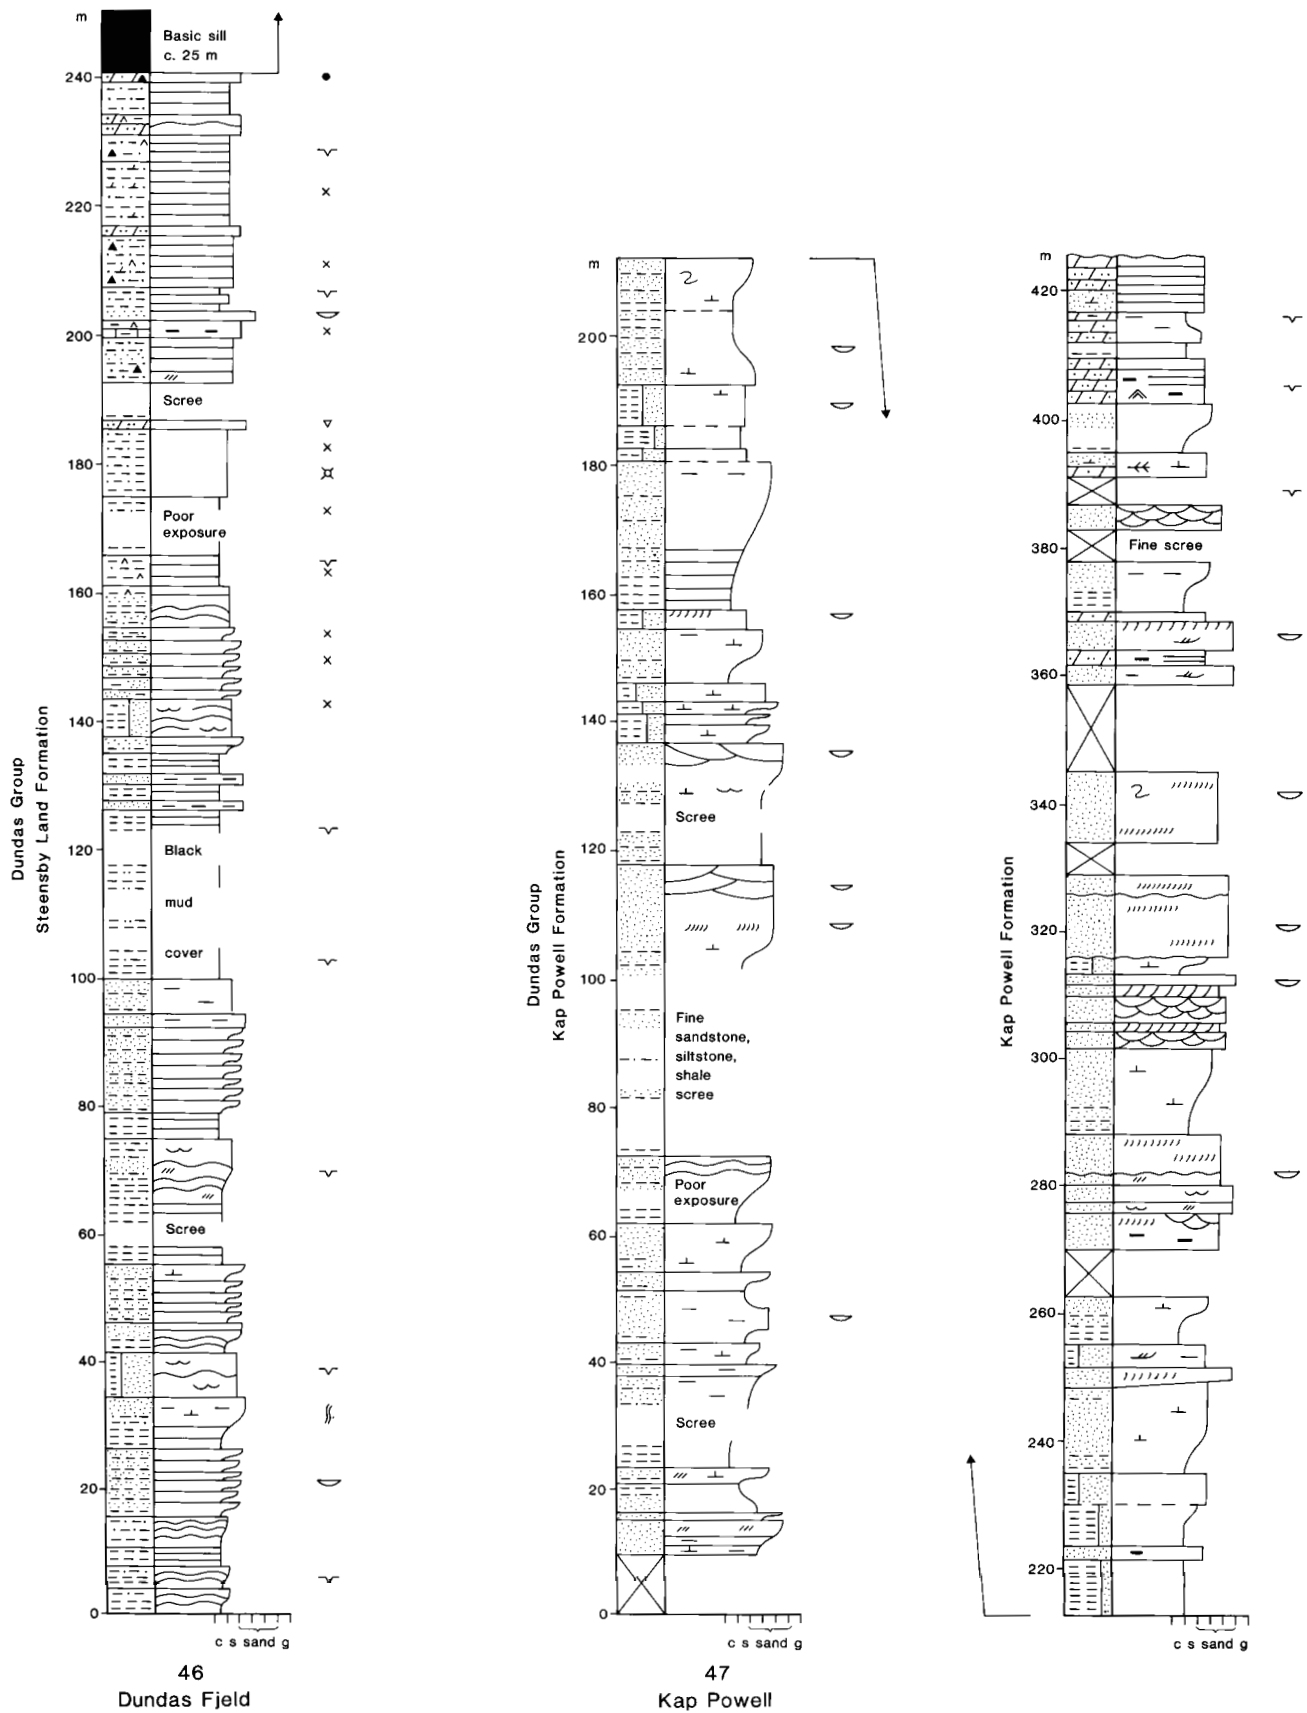 m
Basic sill
c. 25 m
240
220
200
Scree
180
Poor
exposure
160
140
Dundas Group
Steensby Land Formation
120
Black
mud
cover
100
80
60
Scree
40
20
0
c s sand g
46
Dundas Fjeld
m
200
180
160
140
Scree
120
Dundas Group
Kap Powell Formation
100
Fine
sandstone,
siltstone,
shale
scree
80
Poor
exposure
60
40
Scree
20
0
c s sand g
47
Kap Powell
m
420
400
380
Fine scree
360
340
Kap Powell Formation
320
300
280
260
240
220
c s sand g